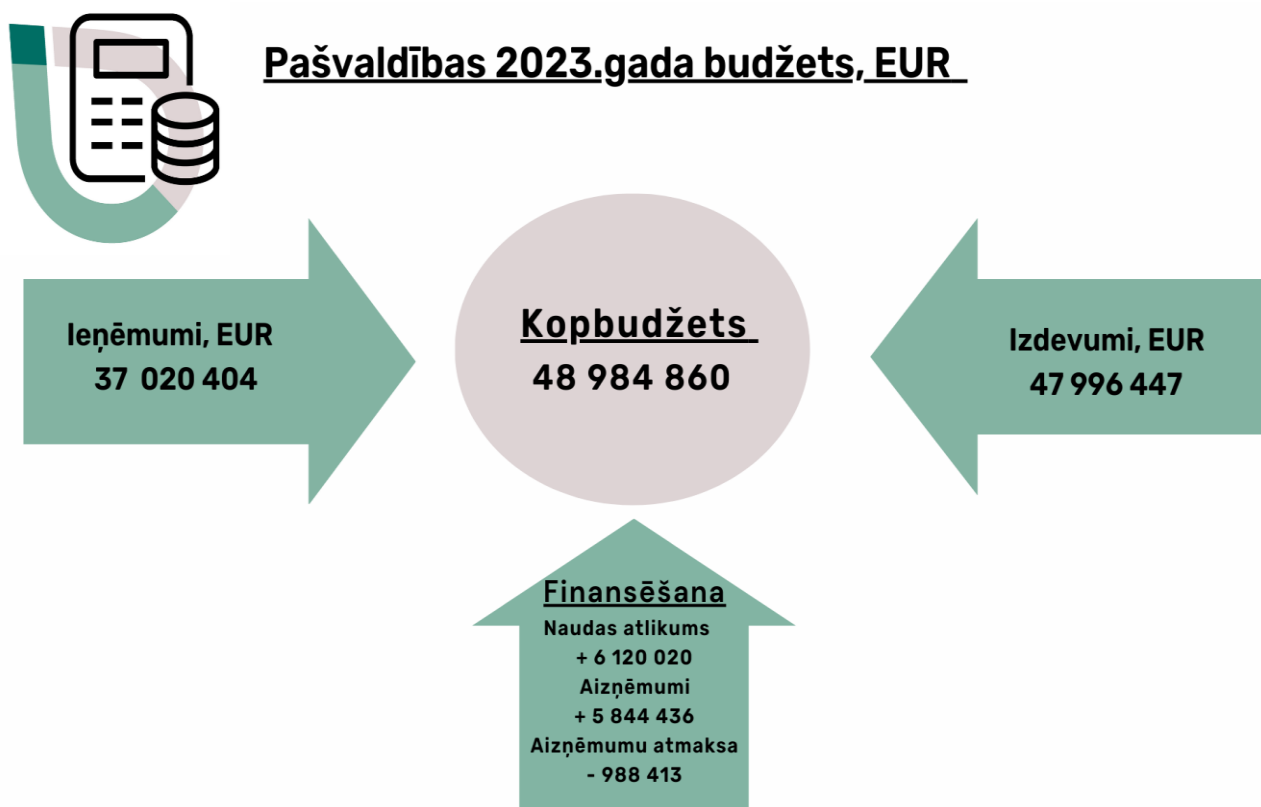 Pašvaldības 2023.gada budžets, EUR
Ieņēmumi, EUR
37 020 404
Kopbudžets
48 984 860
Izdevumi, EUR
47 996 447
Finansēšana
Naudas atlikums
+ 6 120 020
Aizņēmumi
+ 5 844 436
Aizņēmumu atmaksa
- 988 413